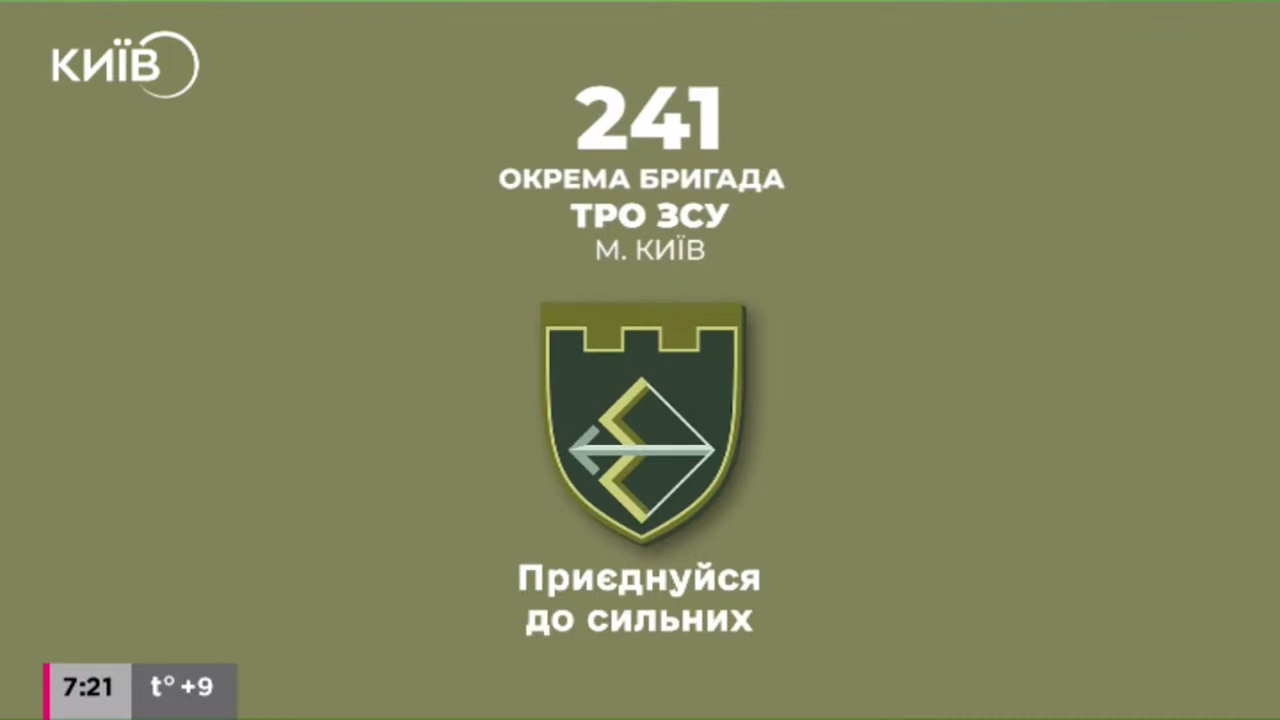 КИЇВ
241
ОКРЕМА БРИГАДА
ТРО ЗСУ
М. КИЇВ
Приєднуйся
до сильних
7:21 t° +9